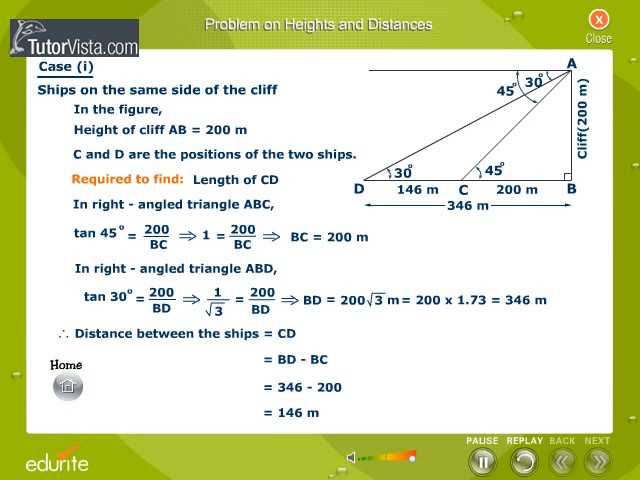 Problem on Heights and Distances
TutorVista.com
Close
Case (i)
Ships on the same side of the cliff
In the figure,
Height of cliff AB = 200 m
C and D are the positions of the two ships.
Required to find: Length of CD
In right - angled triangle ABC,
tan 45° = 200/BC ⇒ 1 = 200/BC ⇒ BC = 200 m
In right - angled triangle ABD,
tan 30° = 200/BD ⇒ 1/√3 = 200/BD ⇒ BD = 200√3 m = 200 x 1.73 = 346 m
∴ Distance between the ships = CD
= BD - BC
= 346 - 200
= 146 m
A
45° 30°
Cliff(200 m)
30° 45°
D 146 m C 200 m B
346 m
Home
edurite
PAUSE REPLAY BACK NEXT